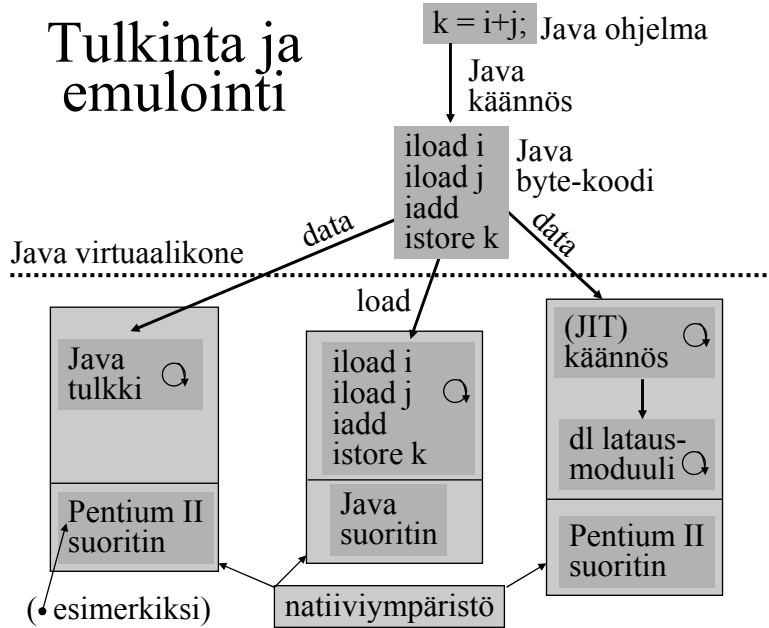 Tulkinta ja
emulointi
k = i+j;
Java ohjelma
Java
käännös
iload i
iload j
iadd
istore k
Java
byte-koodi
data
data
Java virtuaalikone
load
Java
tulkki
Pentium II
suoritin
iload i
iload j
iadd
istore k
Java
suoritin
(JIT)
käännös
dl lataus-
moduuli
Pentium II
suoritin
( esimerkiksi)
natiiviympäristö